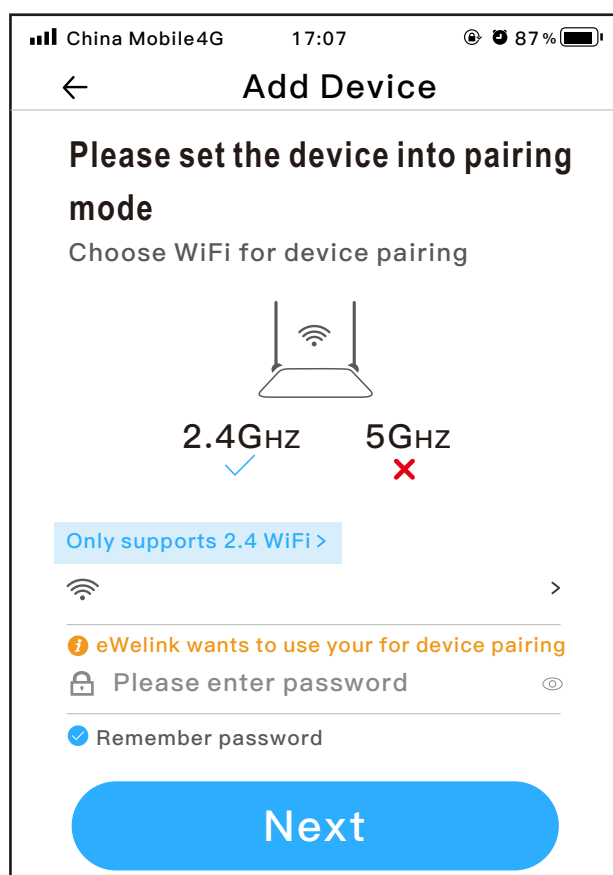 China Mobile4G 17:07 87%
Add Device
Please set the device into pairing
mode
Choose WiFi for device pairing
2.4GHZ 5GHZ
Only supports 2.4 WiFi >
eWelink wants to use your for device pairing
Please enter password
Remember password
Next